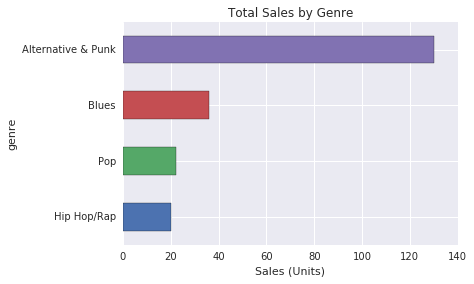 Total Sales by Genre
Alternative & Punk
Blues
Pop
Hip Hop/Rap
genre
0 20 40 60 80 100 120 140
Sales (Units)